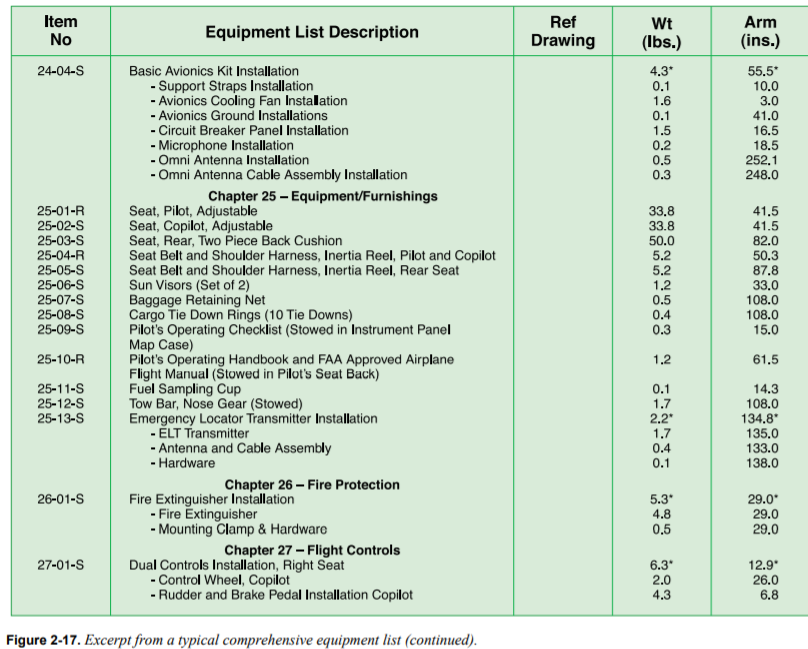 Item No Equipment List Description Ref Drawing Wt (lbs.) Arm (ins.)
24-04-S Basic Avionics Kit Installation 4.3* 55.5*
- Support Straps Installation 0.1 10.0
- Avionics Cooling Fan Installation 1.6 3.0
- Avionics Ground Installations 0.1 41.0
- Circuit Breaker Panel Installation 1.5 16.5
- Microphone Installation 0.2 18.5
- Omni Antenna Installation 0.5 252.1
- Omni Antenna Cable Assembly Installation 0.3 248.0
Chapter 25 – Equipment/Furnishings
25-01-R Seat, Pilot, Adjustable 33.8 41.5
25-02-S Seat, Copilot, Adjustable 33.8 41.5
25-03-S Seat, Rear, Two Piece Back Cushion 50.0 82.0
25-04-R Seat Belt and Shoulder Harness, Inertia Reel, Pilot and Copilot 5.2 50.3
25-05-S Seat Belt and Shoulder Harness, Inertia Reel, Rear Seat 5.2 87.8
25-06-S Sun Visors (Set of 2) 1.2 33.0
25-07-S Baggage Retaining Net 0.5 108.0
25-08-S Cargo Tie Down Rings (10 Tie Downs) 0.4 108.0
25-09-S Pilot's Operating Checklist (Stowed in Instrument Panel 0.3 15.0
Map Case)
25-10-R Pilot's Operating Handbook and FAA Approved Airplane 1.2 61.5
Flight Manual (Stowed in Pilot's Seat Back)
25-11-S Fuel Sampling Cup 0.1 14.3
25-12-S Tow Bar, Nose Gear (Stowed) 1.7 108.0
25-13-S Emergency Locator Transmitter Installation 2.2* 134.8*
- ELT Transmitter 1.7 135.0
- Antenna and Cable Assembly 0.4 133.0
- Hardware 0.1 138.0
Chapter 26 – Fire Protection
26-01-S Fire Extinguisher Installation 5.3* 29.0*
- Fire Extinguisher 4.8 29.0
- Mounting Clamp & Hardware 0.5 29.0
Chapter 27 – Flight Controls
27-01-S Dual Controls Installation, Right Seat 6.3* 12.9*
- Control Wheel, Copilot 2.0 26.0
- Rudder and Brake Pedal Installation Copilot 4.3 6.8
Figure 2-17. Excerpt from a typical comprehensive equipment list (continued).